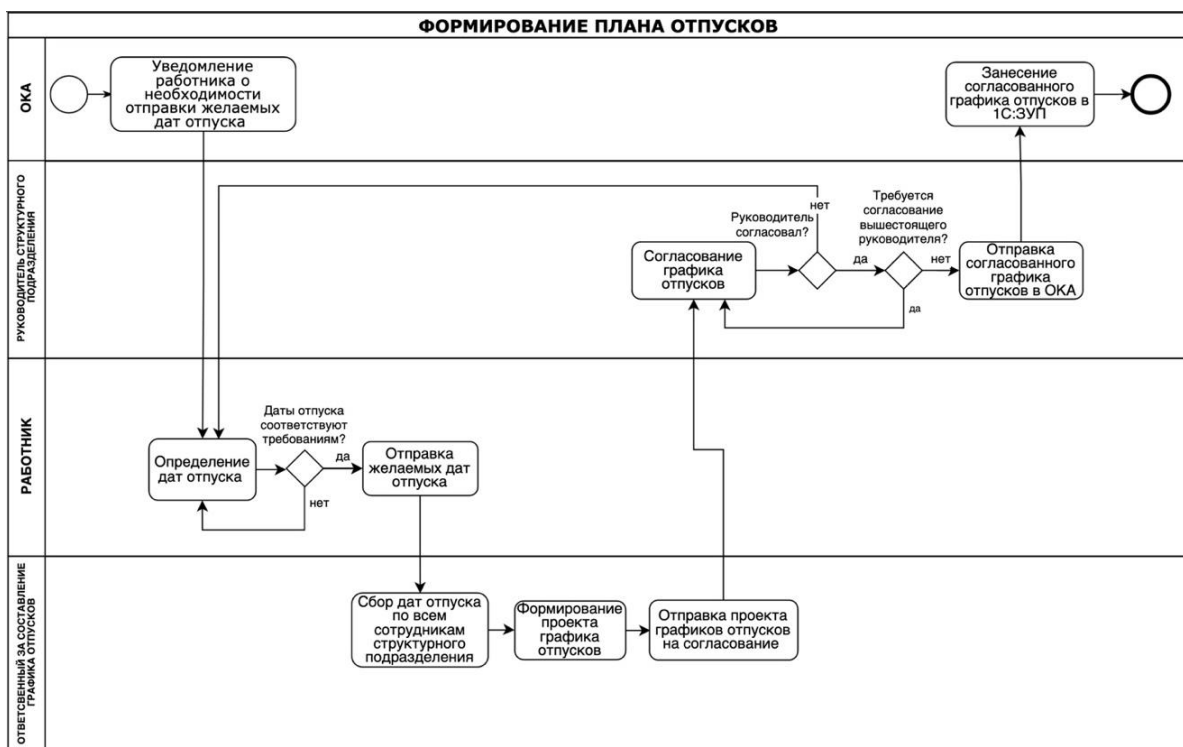 ФОРМИРОВАНИЕ ПЛАНА ОТПУСКОВ
ОКА
Уведомление
работника о
необходимости
отправки желаемых
дат отпуска
Занесение
согласованного
графика отпусков в
1С:ЗУП
РУКОВОДИТЕЛЬ СТРУКТУРНОГО
ПОДРАЗДЕЛЕНИЯ
Согласование
графика
отпусков
Руководитель
согласовал?
нет
да
Требуется
согласование
вышестоящего
руководителя?
нет
да
Отправка
согласованного
графика
отпусков в ОКА
РАБОТНИК
Определение
дат отпуска
Даты отпуска
соответствуют
требованиям?
да
нет
Отправка
желаемых дат
отпуска
ОТВЕТСВЕННЫЙ ЗА СОСТАВЛЕНИЕ
ГРАФИКА ОТПУСКОВ
Сбор дат отпуска
по всем
сотрудникам
структурного
подразделения
Формирование
проекта
графика
отпусков
Отправка проекта
графиков отпусков
на согласование